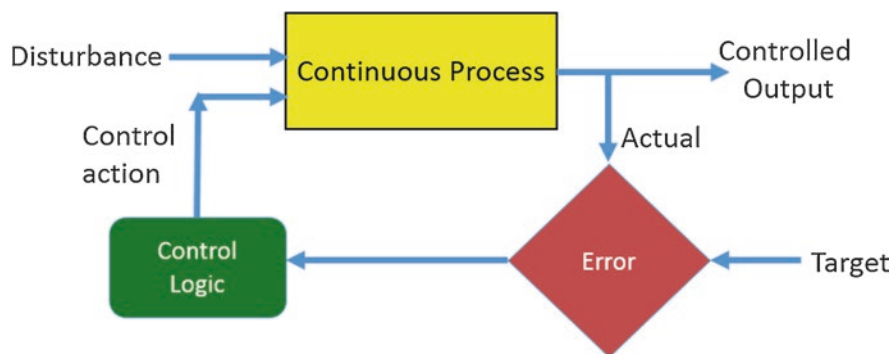 Disturbance
Continuous Process
Controlled
Output
Control
action
Actual
Control
Logic
Error
Target